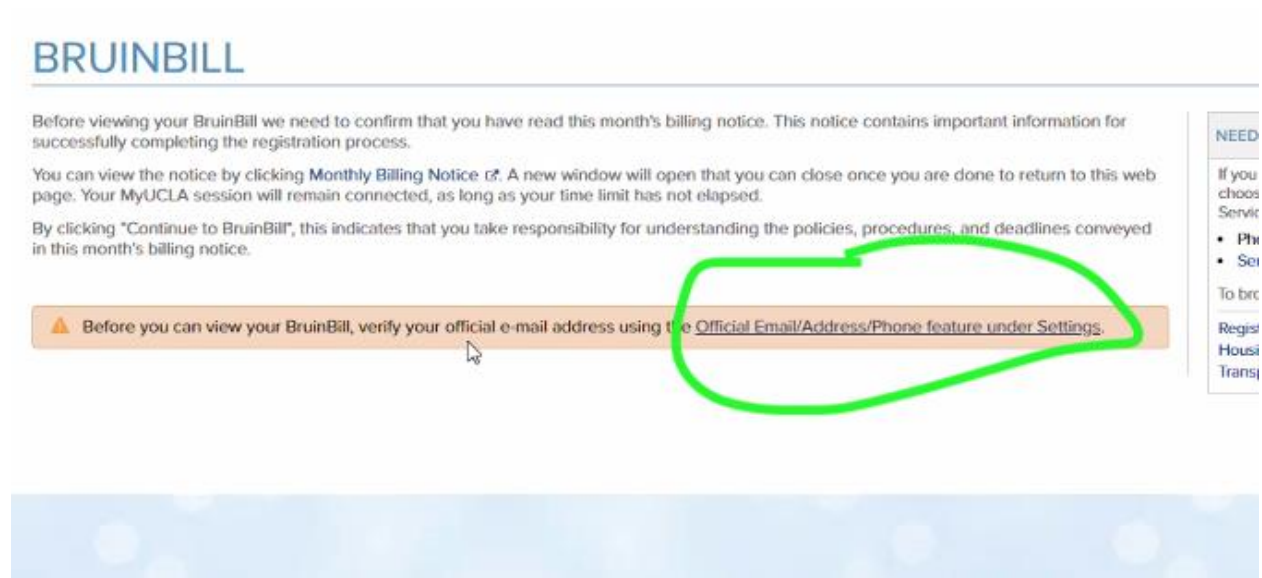 BRUINBILL
Before viewing your BruinBill we need to confirm that you have read this month's billing notice. This notice contains important information for
successfully completing the registration process.
You can view the notice by clicking Monthly Billing Notice. A new window will open that you can close once you are done to return to this web
page. Your MyUCLA session will remain connected, as long as your time limit has not elapsed.
By clicking "Continue to BruinBill", this indicates that you take responsibility for understanding the policies, procedures, and deadlines conveyed
in this month's billing notice.
Before you can view your BruinBill, verify your official e-mail address using the Official Email/Address/Phone feature under Settings.
NEED
If you
choos
Servic
• Pho
• Ser
To bro
Regist
Housi
Transp